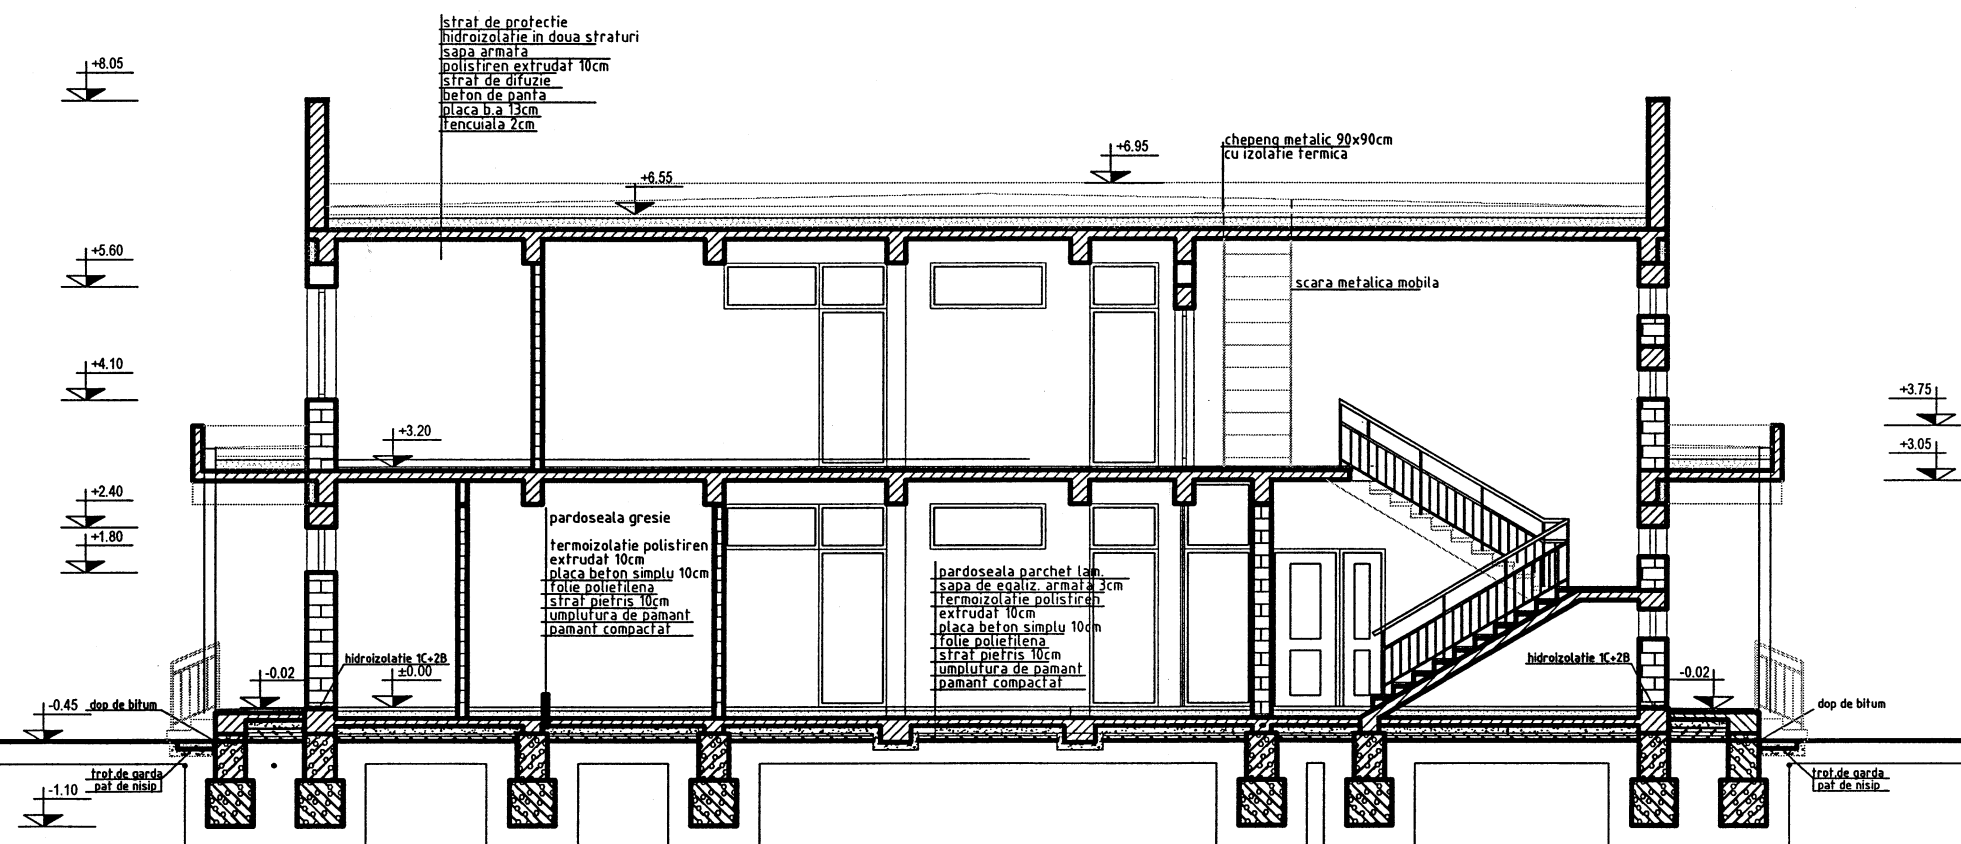 strat de protectie
hidroizolatie in doua straturi
sapa armata
polistiren extrudat 10cm
strat de difuzie
beton de panta
placa b.a 13cm
tencuiala 2cm
+8.05
chepeng metalic 90x90cm
cu izolatie termica
+6.95
+6.55
+5.60
scara metalica mobila
+4.10
+3.75
+3.20
+3.05
+2.40
+1.80
pardoseala gresie
termoizolatie polistiren
extrudat 10cm
placa beton simplu 10cm
folie polietilena
strat pietris 10cm
umplutura de pamant
pamant compactat
pardoseala parchet lam.
sapa de egaliz. armata 3cm
termoizolatie polistiren
extrudat 10cm
placa beton simplu 10cm
folie polietilena
strat pietris 10cm
umplutura de pamant
pamant compactat
hidroizolatie 1C+2B
-0.02
±0.00
hidroizolatie 1C+2B
-0.02
-0.45
dop de bitum
dop de bitum
trot.de garda
pat de nisip
trot.de garda
pat de nisip
-1.10